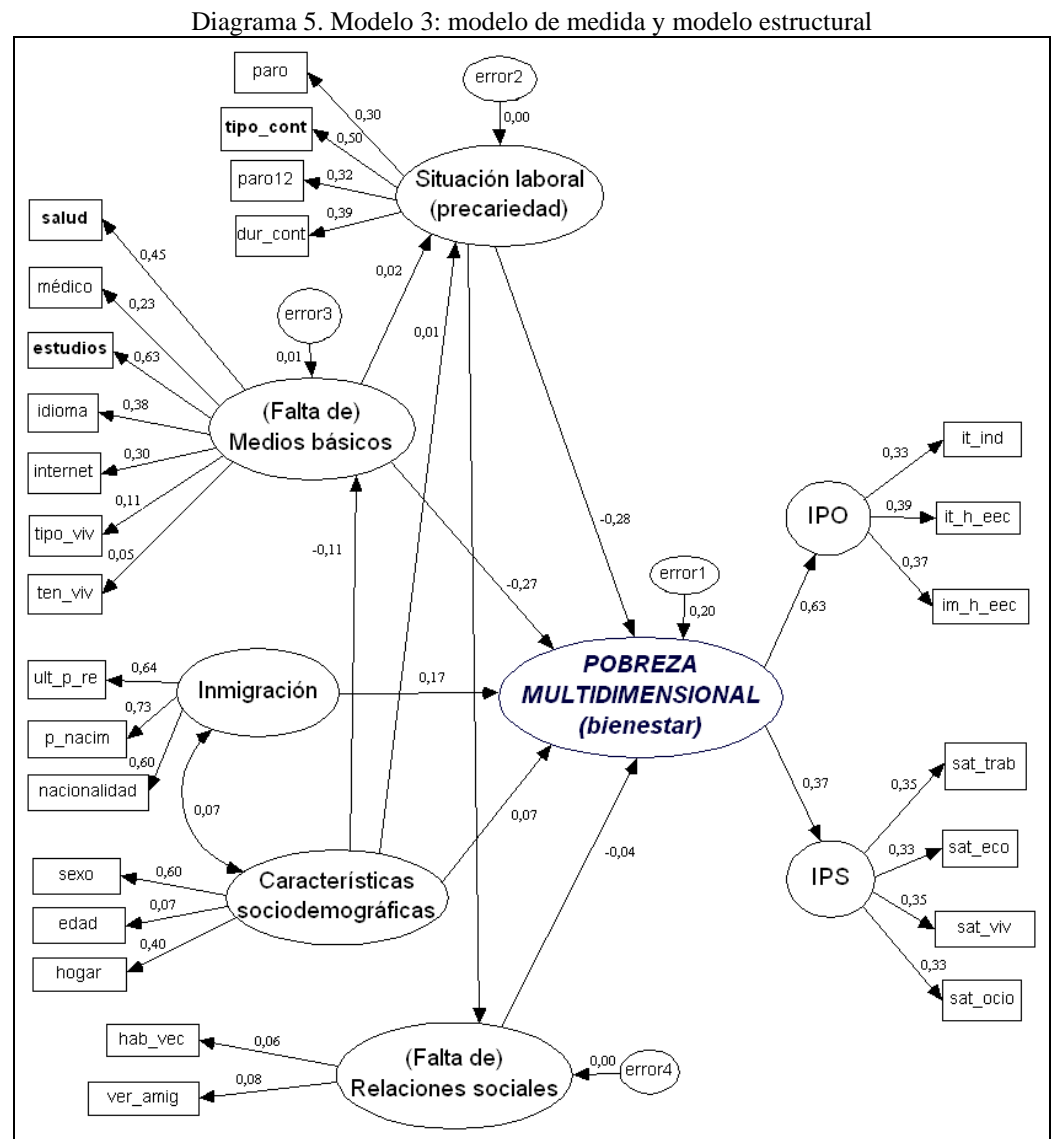 Diagrama 5. Modelo 3: modelo de medida y modelo estructural
paro
error2
0,30
0,00
tipo_cont
0,50
paro12
0,32
Situación laboral
(precariedad)
0,39
dur_cont
salud
0,45
0,02
médico
0,23
error3
0,01
0,01
estudios
0,63
idioma
0,38
(Falta de)
Medios básicos
internet
0,30
0,11
tipo_viv
0,05
ten_viv
-0,11
-0,28
-0,27
it_ind
0,33
IPO
0,39
it_h_eec
0,37
im_h_eec
error1
0,20
0,63
ult_p_re
0,64
Inmigración
0,17
POBREZA
MULTIDIMENSIONAL
(bienestar)
p_nacim
0,73
0,60
nacionalidad
0,07
0,07
0,37
sat_trab
0,35
0,33
sat_eco
IPS
0,35
sat_viv
0,33
sat_ocio
-0,04
sexo
0,60
Características
sociodemográficas
edad
0,07
0,40
hogar
hab_vec
0,06
(Falta de)
Relaciones sociales
0,00
error4
ver_amig
0,08